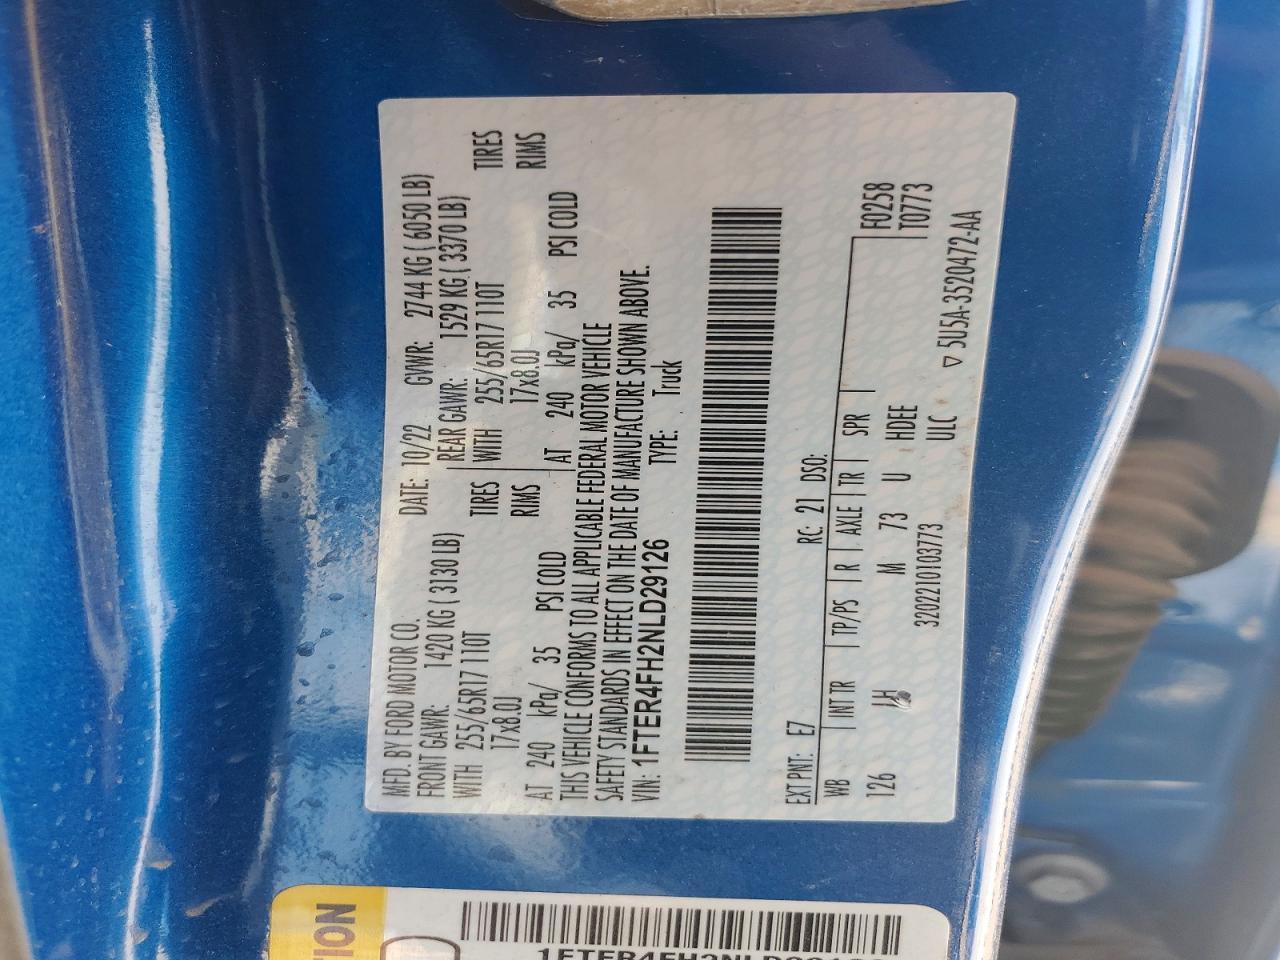 MFD. BY FORD MOTOR CO.
DATE: 10/22 GVWR: 2744 KG ( 6050 LB)
FRONT GAWR: 1420 KG ( 3130 LB) REAR GAWR: 1529 KG ( 3370 LB)
WITH 255/65R17 110T TIRES WITH 255/65R17 110T TIRES
17x8.0J RIMS 17x8.0J RIMS
AT 240 kPa/ 35 PSI COLD AT 240 kPa/ 35 PSI COLD
THIS VEHICLE CONFORMS TO ALL APPLICABLE FEDERAL MOTOR VEHICLE
SAFETY STANDARDS IN EFFECT ON THE DATE OF MANUFACTURE SHOWN ABOVE.
VIN: 1FTER4FH2NLD29126 TYPE: Truck
EXT PNT: E7 RC: 21 DSO:
WB INT TR TP/PS R AXLE TR SPR F0258
126 M 73 U HDEE T0773
3202210103773 ULC ▽ 5U5A-3520472-AA
TION